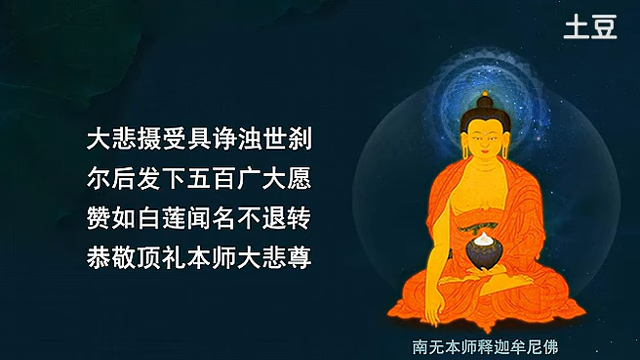 土豆
大悲摄受具诤浊世刹
尔后发下五百广大愿
赞如白莲闻名不退转
恭敬顶礼本师大悲尊
南无本师释迦牟尼佛